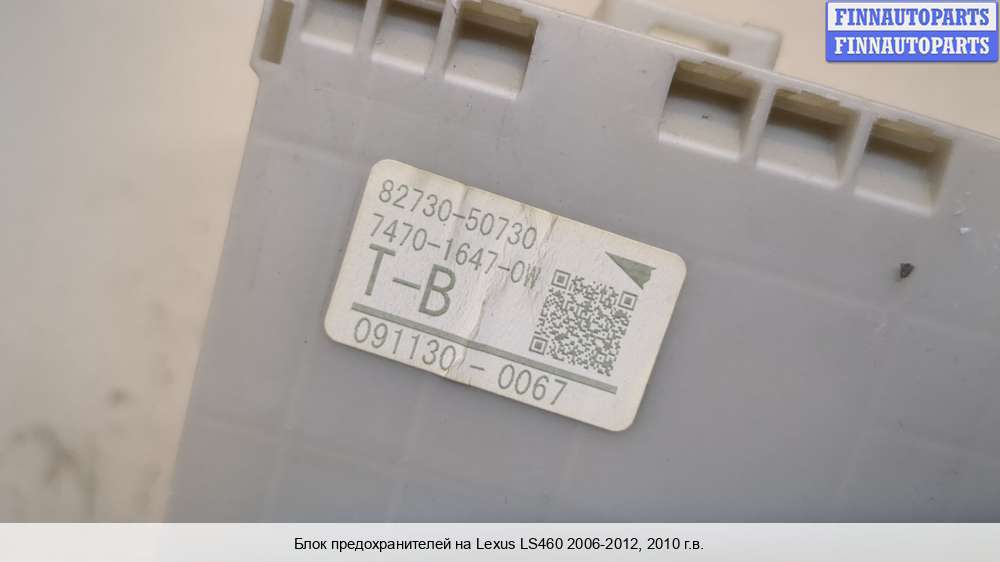 FINNAUTOPARTS
FINNAUTOPARTS
82730-50730
7470-1647-0W
T-B
091130-0067
Блок предохранителей на Lexus LS460 2006-2012, 2010 г.в.